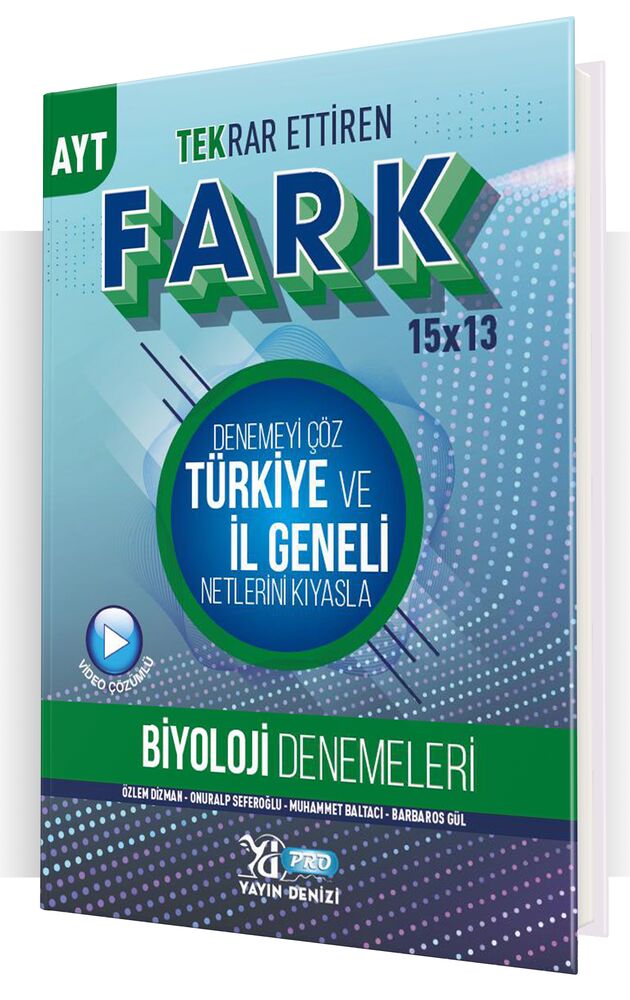 AYT
TEKRAR ETTİREN
FARK
15x13
DENEMEYİ ÇÖZ
TÜRKİYE VE
İL GENELİ
NETLERİNİ KIYASLA
VİDEO ÇÖZÜMLÜ
BİYOLOJİ DENEMELERİ
ÖZLEM DİZMAN - ONURALP SEFEROĞLU - MUHAMMET BALTACI - BARBAROS GÜL
YD PRO
YAYIN DENİZİ